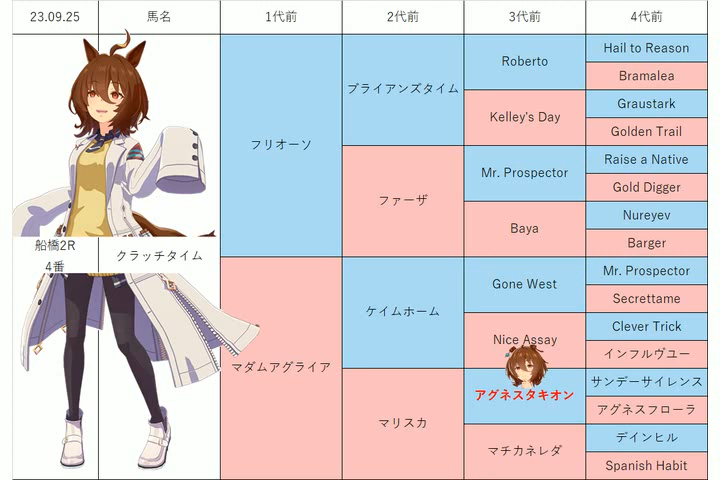 23.09.25 馬名 1代前 2代前 3代前 4代前
船橋2R
4番
クラッチタイム
フリオーソ
マダムアグライア
ブライアンズタイム
ファーザ
ケイムホーム
マリスカ
Roberto
Kelley's Day
Mr. Prospector
Baya
Gone West
Nice Assay
アグネスタキオン
マチカネレダ
Hail to Reason
Bramalea
Graustark
Golden Trail
Raise a Native
Gold Digger
Nureyev
Barger
Mr. Prospector
Secrettame
Clever Trick
インフルヴュー
サンデーサイレンス
アグネスフローラ
デインヒル
Spanish Habit